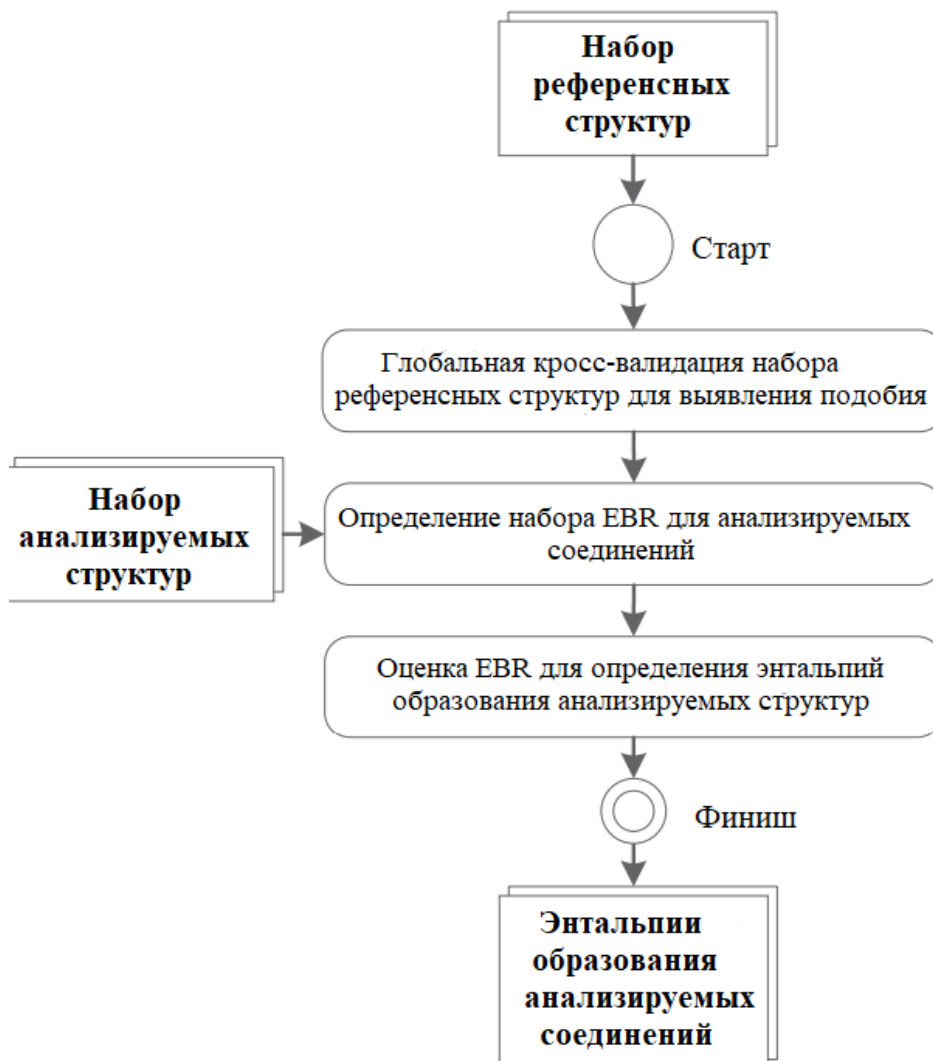 Набор
референсных
структур
Старт
Глобальная кросс-валидация набора
референсных структур для выявления подобия
Набор
анализируемых
структур
Определение набора EBR для анализируемых
соединений
Оценка EBR для определения энтальпий
образования анализируемых структур
Финиш
Энтальпии
образования
анализируемых
соединений